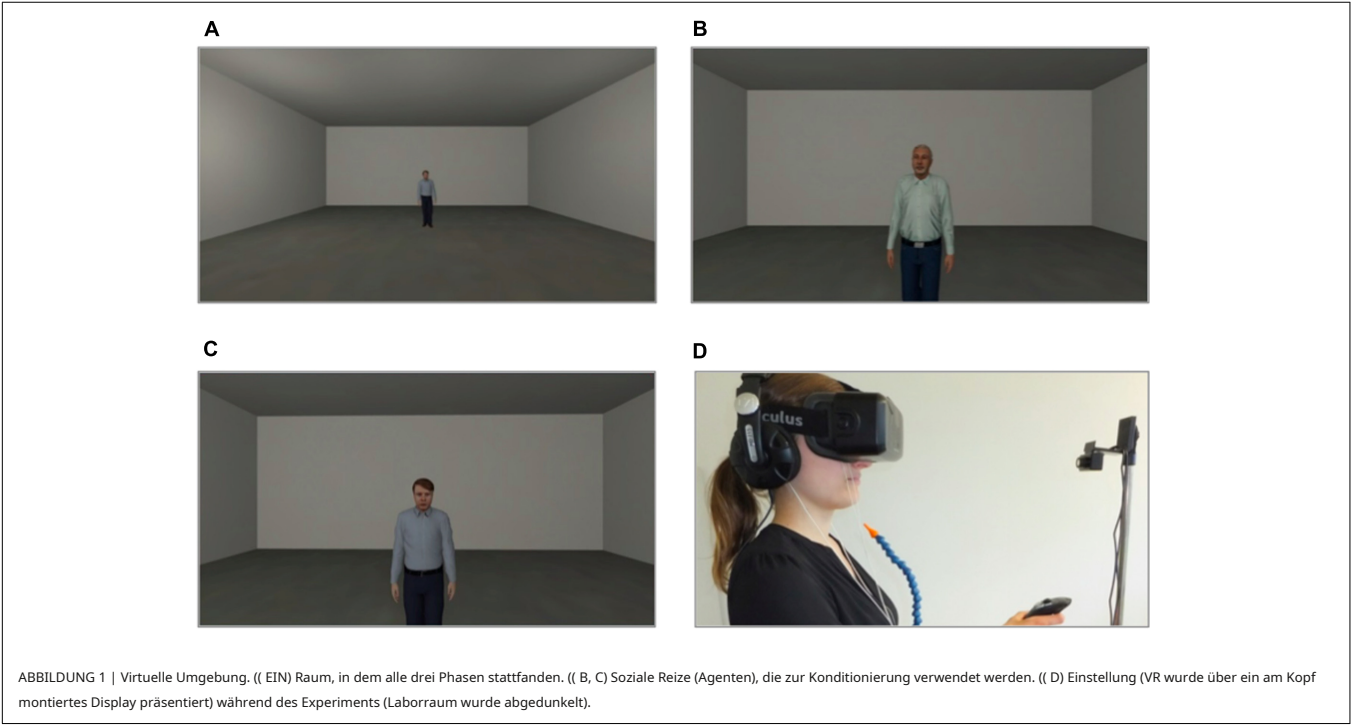 A
B
C
D
culus
ABBILDUNG 1 | Virtuelle Umgebung. (( EIN) Raum, in dem alle drei Phasen stattfanden. (( B, C) Soziale Reize (Agenten), die zur Konditionierung verwendet werden. (( D) Einstellung (VR wurde über ein am Kopf
montiertes Display präsentiert) während des Experiments (Laborraum wurde abgedunkelt).